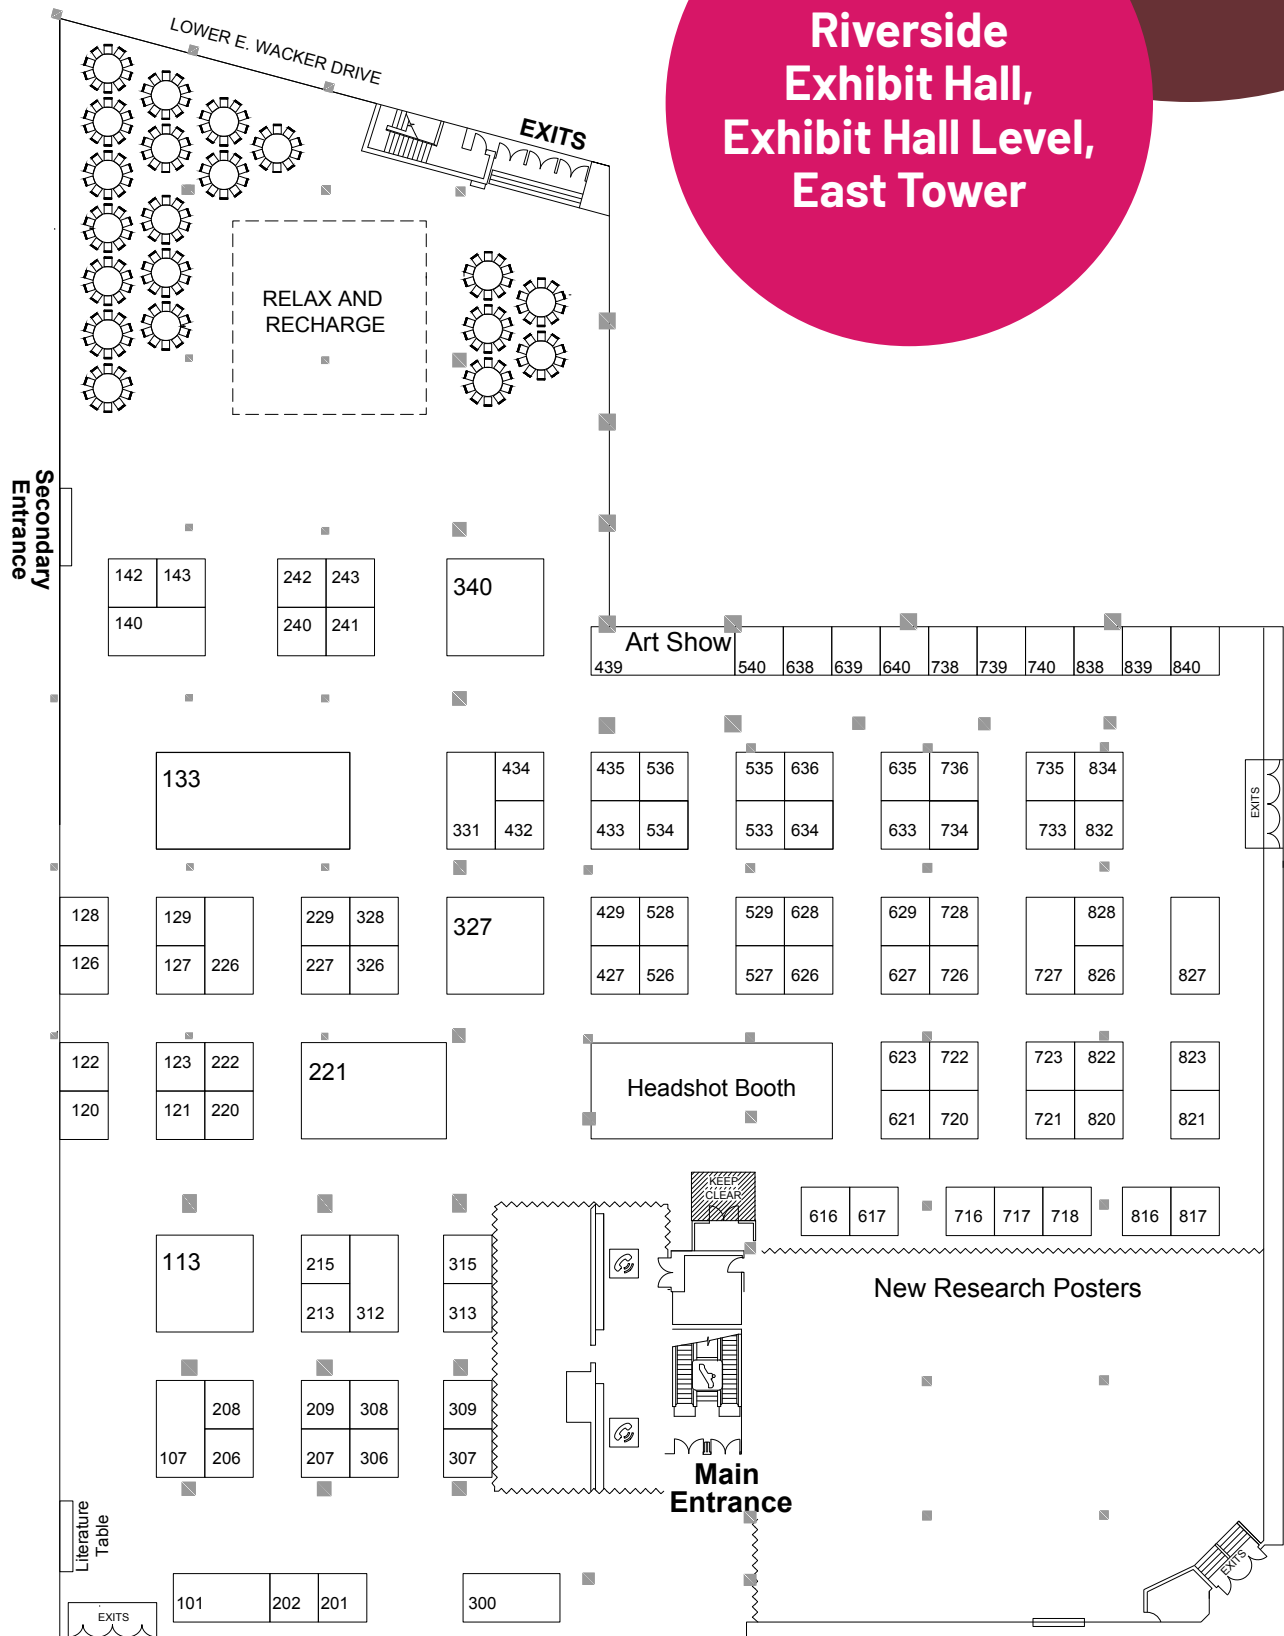 Riverside
Exhibit Hall,
Exhibit Hall Level,
East Tower
LOWER E. WACKER DRIVE
EXITS
RELAX AND
RECHARGE
Secondary
Entrance
142 143 242 243 340
140 240 241
Art Show
439 540 638 639 640 738 739 740 838 839 840
133 434 435 536 535 636 635 736 735 834
331 432 433 534 533 634 633 734 733 832
EXITS
128 129 229 328 327 429 528 529 628 629 728 828
126 127 226 227 326 427 526 527 626 627 726 727 826 827
122 123 222 221 Headshot Booth 623 722 723 822 823
120 121 220 621 720 721 820 821
KEEP
CLEAR
616 617 716 717 718 816 817
113 215 315
213 312 313
New Research Posters
208 209 308 309
107 206 207 306 307
Main
Entrance
Literature
Table
101 202 201 300
EXITS
EXITS